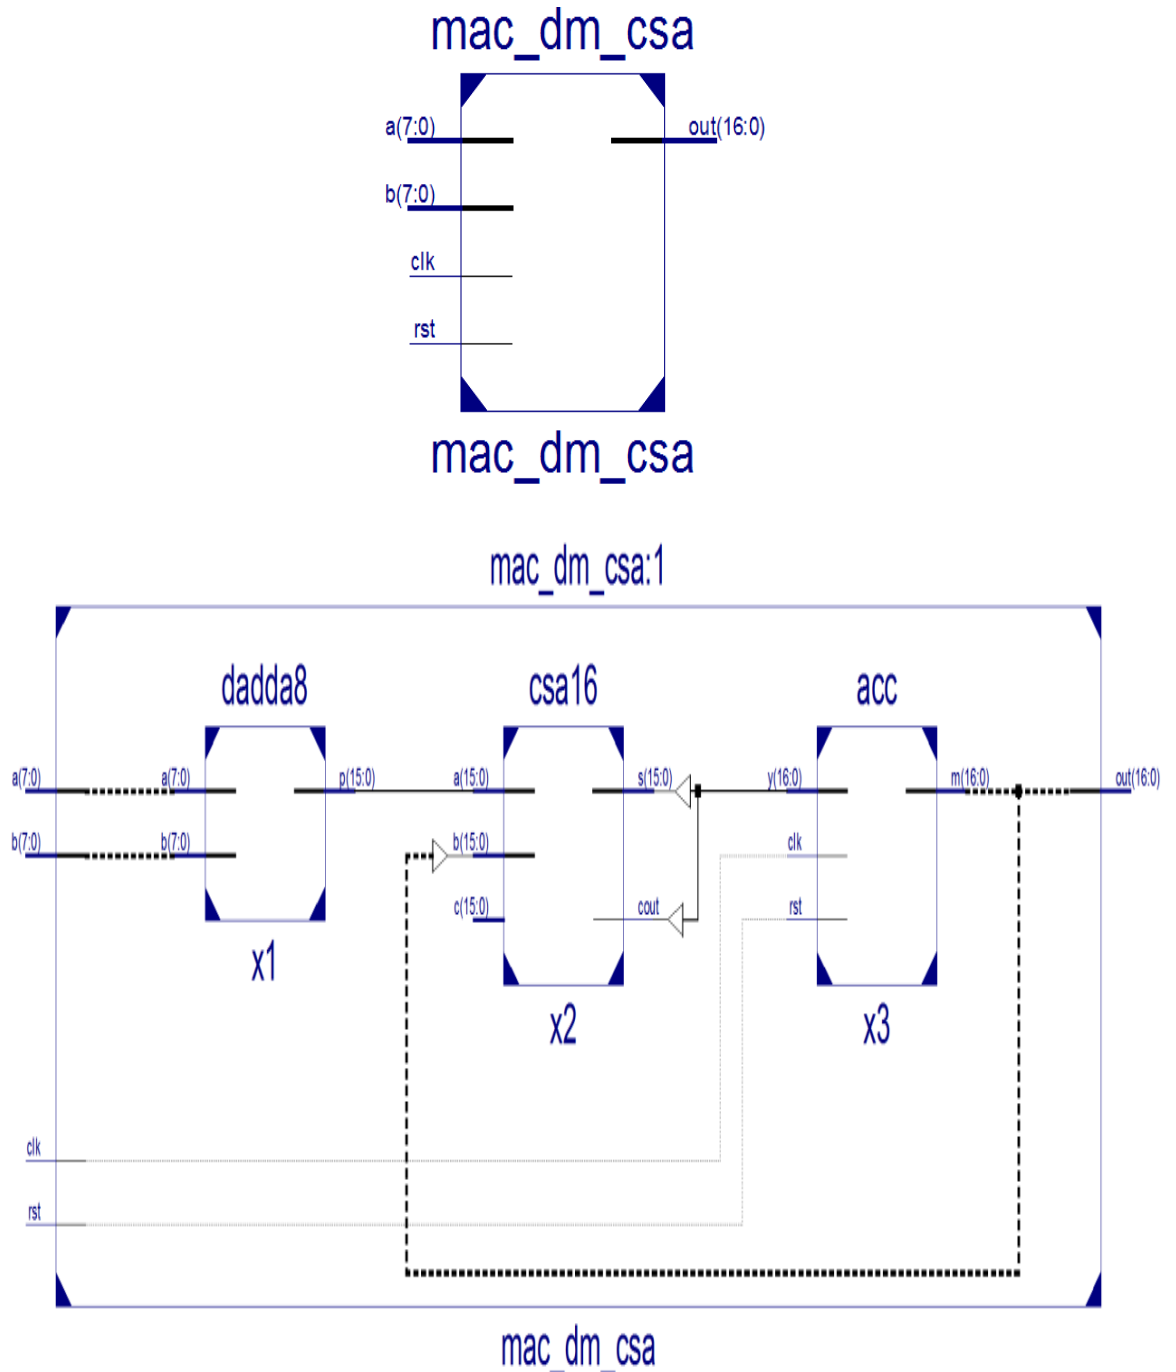 mac_dm_csa
a(7:0)
out(16:0)
b(7:0)
clk
rst
mac_dm_csa
mac_dm_csa:1
dadda8
csa16
acc
a(7:0) a(7:0) p(15:0) a(15:0) s(15:0) y(16:0) m(16:0) out(16:0)
b(7:0) b(7:0) b(15:0) clk
c(15:0) cout rst
x1
x2
x3
clk
rst
mac_dm_csa